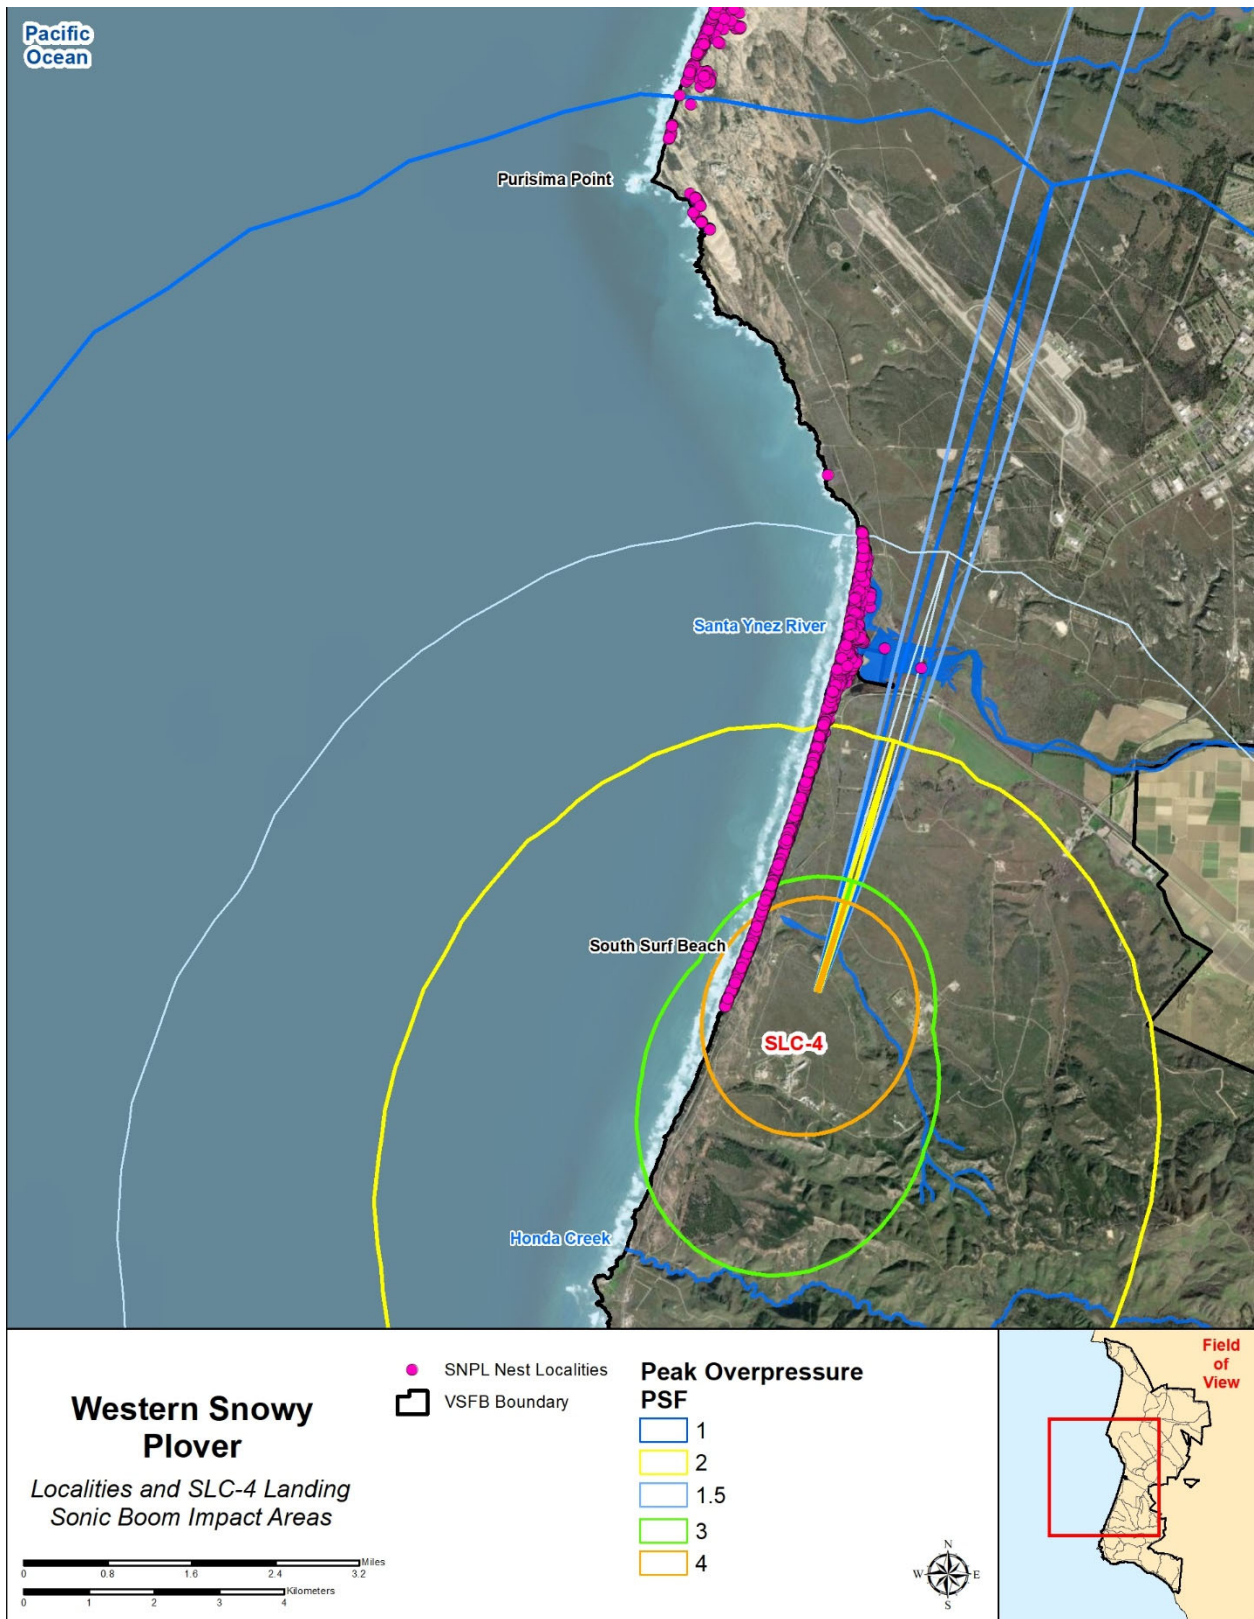 Pacific
Ocean
Purisima Point
Santa Ynez River
South Surf Beach
SLC-4
Honda Creek
Western Snowy
Plover
Localities and SLC-4 Landing
Sonic Boom Impact Areas
Miles
0 0.8 1.6 2.4 3.2
Kilometers
0 1 2 3 4
SNPL Nest Localities
VSFB Boundary
Peak Overpressure
PSF
1
2
1.5
3
4
N
W E
S
Field
of
View